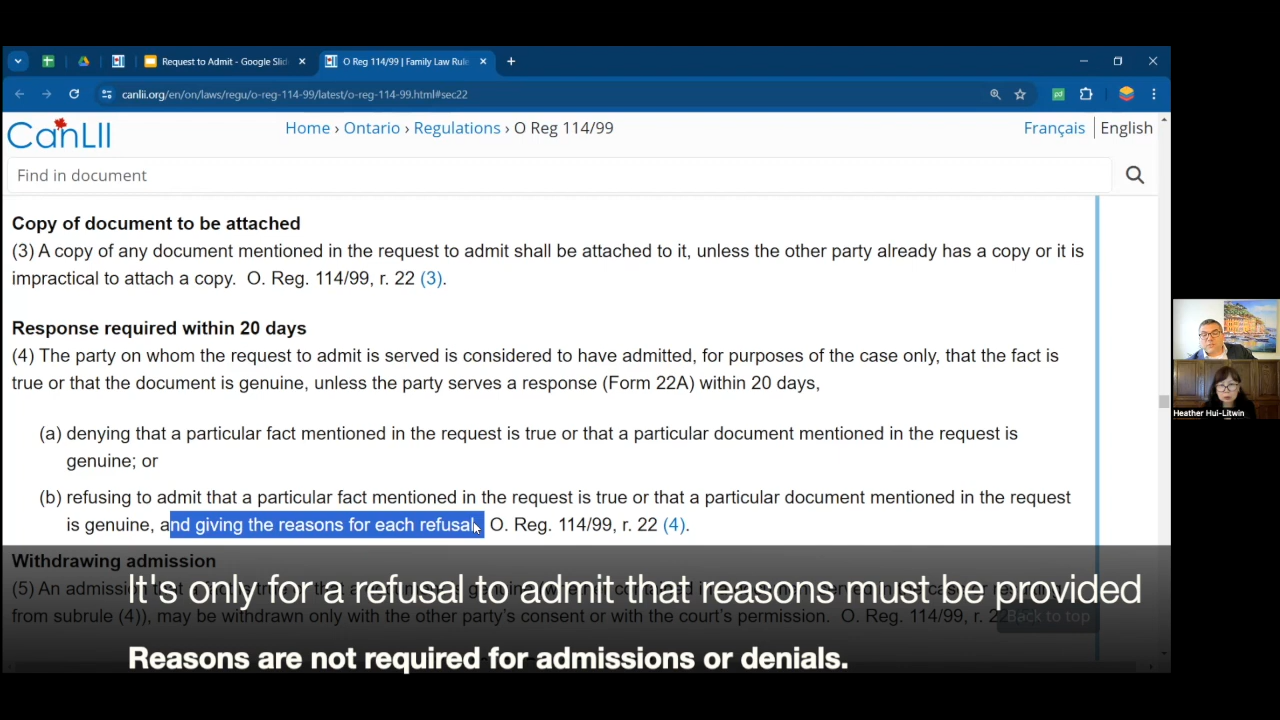 Request to Admit - Google Slid
O Reg 114/99 | Family Law Rule
canlii.org/en/on/laws/regu/o-reg-114-99/latest/o-reg-114-99.html#sec22
CanLII
Home › Ontario › Regulations › O Reg 114/99
Français | English
Find in document
Copy of document to be attached
(3) A copy of any document mentioned in the request to admit shall be attached to it, unless the other party already has a copy or it is
impractical to attach a copy. O. Reg. 114/99, r. 22 (3).
Response required within 20 days
(4) The party on whom the request to admit is served is considered to have admitted, for purposes of the case only, that the fact is
true or that the document is genuine, unless the party serves a response (Form 22A) within 20 days,
(a) denying that a particular fact mentioned in the request is true or that a particular document mentioned in the request is
genuine; or
(b) refusing to admit that a particular fact mentioned in the request is true or that a particular document mentioned in the request
is genuine, and giving the reasons for each refusal. O. Reg. 114/99, r. 22 (4).
Heather Hui-Litwin
Withdrawing admission
(5) An admission that
from subrule (4)), may be withdrawn only with the other party's consent or with the court's permission. O. Reg. 114/99, r. 22
Back to top
It's only for a refusal to admit that reasons must be provided
Reasons are not required for admissions or denials.